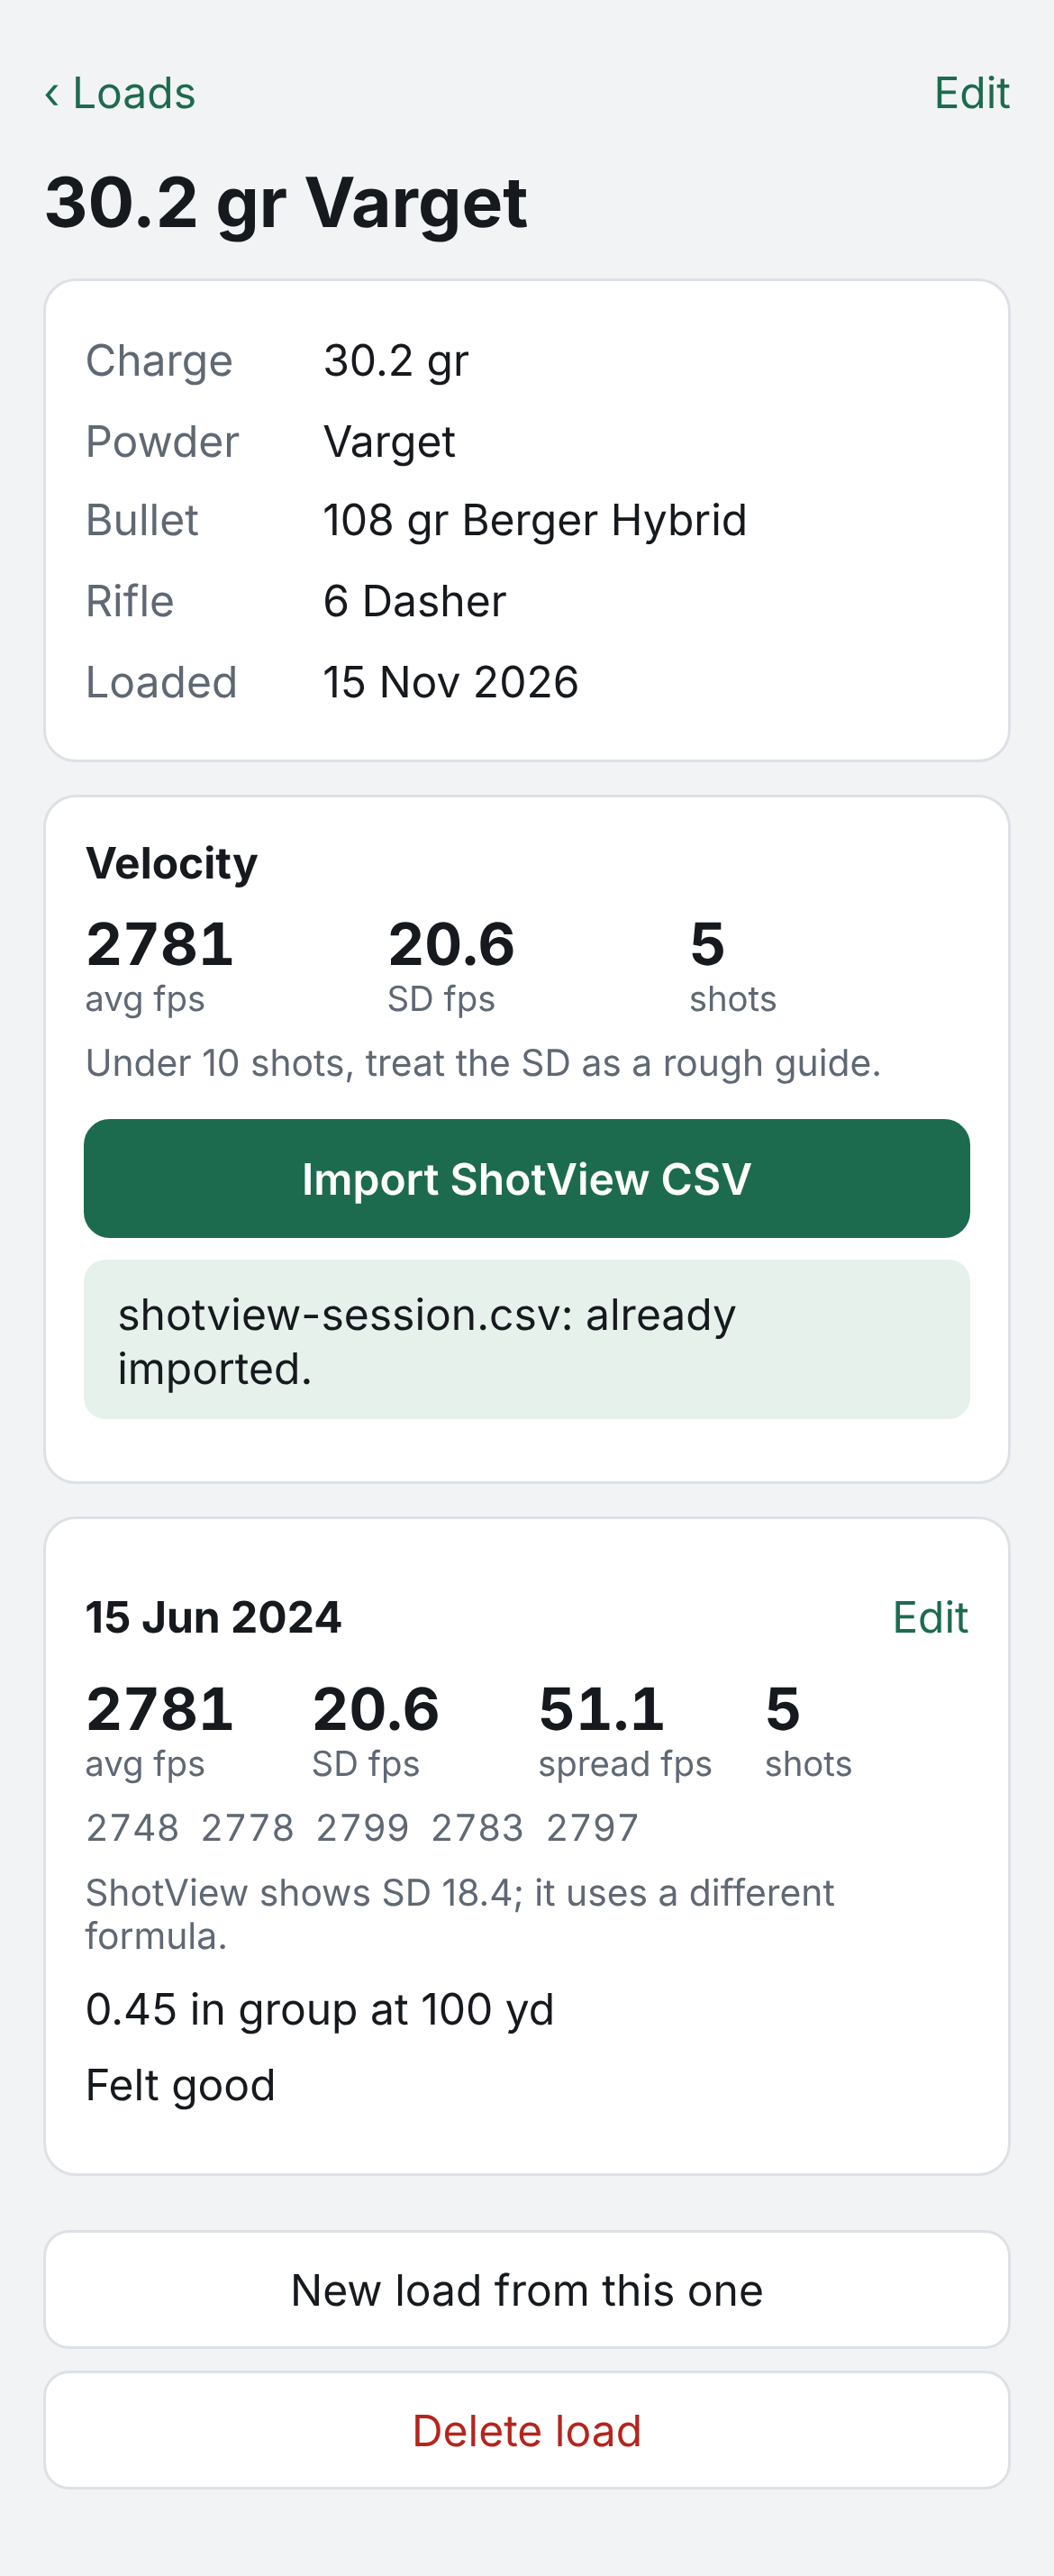 ‹ Loads
Edit
30.2 gr Varget
Charge 30.2 gr
Powder Varget
Bullet 108 gr Berger Hybrid
Rifle 6 Dasher
Loaded 15 Nov 2026
Velocity
2781 20.6 5
avg fps SD fps shots
Under 10 shots, treat the SD as a rough guide.
Import ShotView CSV
shotview-session.csv: already
imported.
15 Jun 2024
Edit
2781 20.6 51.1 5
avg fps SD fps spread fps shots
2748 2778 2799 2783 2797
ShotView shows SD 18.4; it uses a different
formula.
0.45 in group at 100 yd
Felt good
New load from this one
Delete load